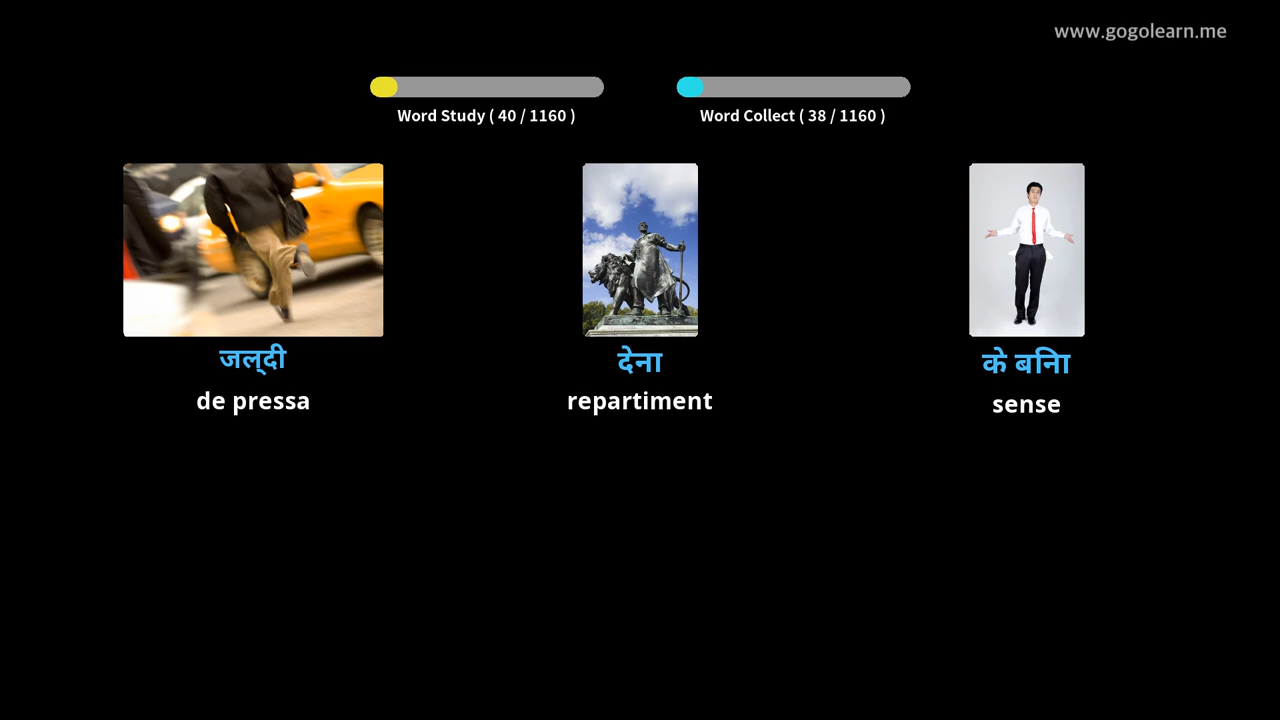 www.gogolearn.me
Word Study ( 40 / 1160 )
Word Collect ( 38 / 1160 )
जल्दी
देना
के बिना
de pressa
repartiment
sense